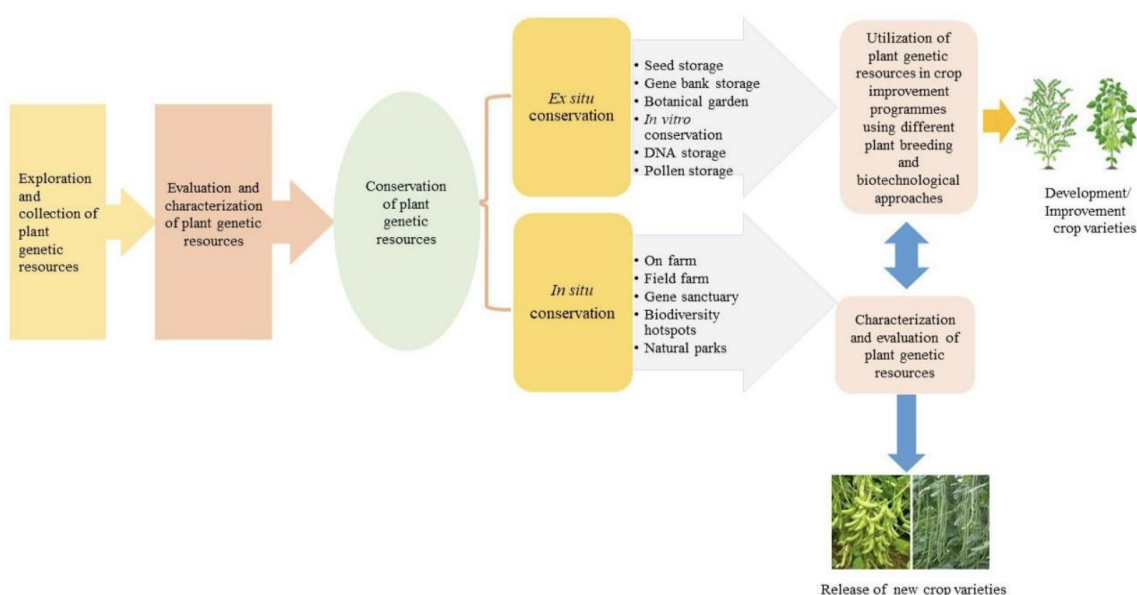 Exploration
and
collection of
plant
genetic
resources
Evaluation and
characterization
of plant genetic
resources
Conservation
of plant
genetic
resources
Ex situ
conservation
• Seed storage
• Gene bank storage
• Botanical garden
• In vitro
conservation
• DNA storage
• Pollen storage
In situ
conservation
• On farm
• Field farm
• Gene sanctuary
• Biodiversity
hotspots
• Natural parks
Utilization of
plant genetic
resources in crop
improvement
programmes
using different
plant breeding
and
biotechnological
approaches
Development/
Improvement
crop varieties
Characterization
and evaluation of
plant genetic
resources
Release of new crop varieties